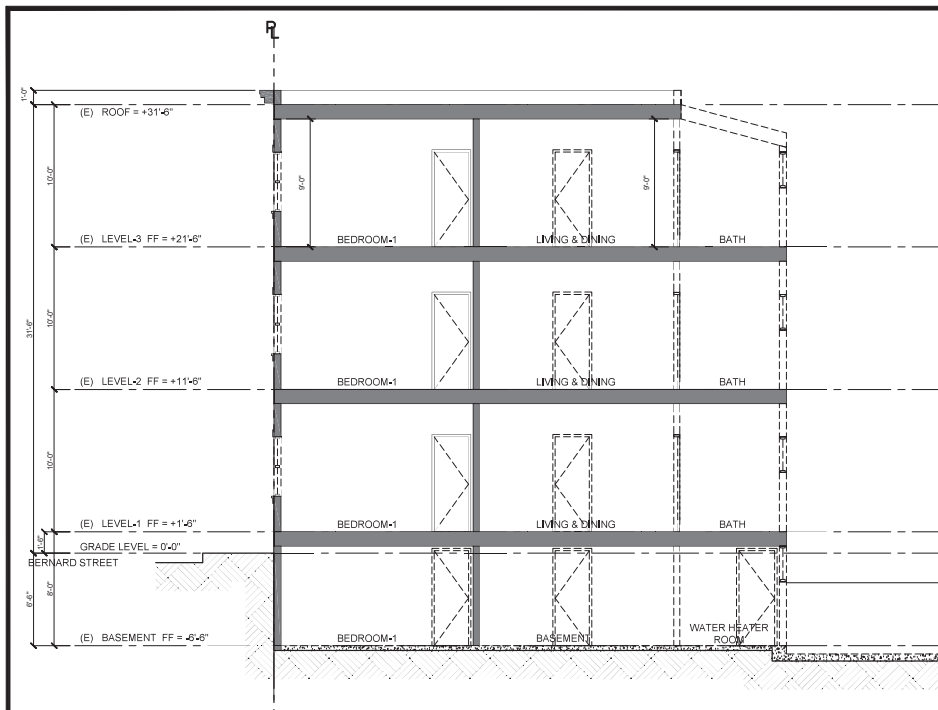 PL
1'-0"
(E) ROOF = +31'-6"
10'-0"
9'-0"
9'-0"
(E) LEVEL-3 FF = +21'-6"
BEDROOM-1
LIVING & DINING
BATH
31'-6"
10'-0"
(E) LEVEL-2 FF = +11'-6"
BEDROOM-1
LIVING & DINING
BATH
10'-0"
(E) LEVEL-1 FF = +1'-6"
BEDROOM-1
LIVING & DINING
BATH
1'-6"
GRADE LEVEL = 0'-0"
BERNARD STREET
6'-6"
8'-0"
(E) BASEMENT FF = -6'-6"
BEDROOM-1
BASEMENT
WATER HEATER
ROOM